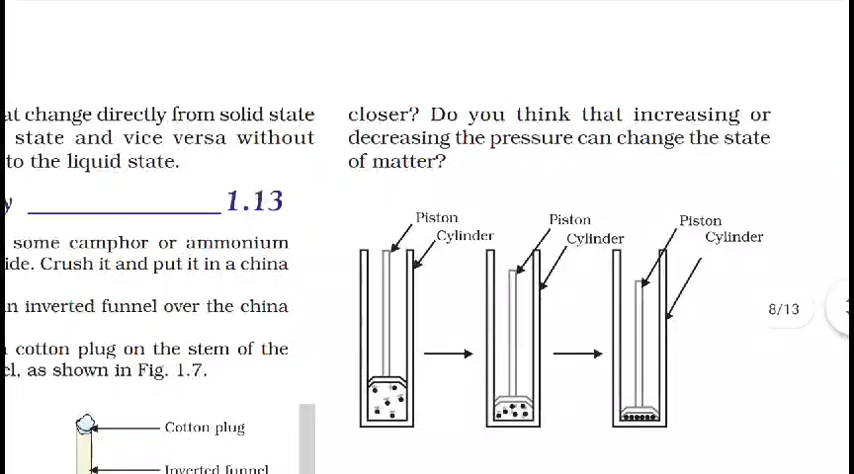 at change directly from solid state
state and vice versa without
to the liquid state.
1.13
some camphor or ammonium
ide. Crush it and put it in a china
n inverted funnel over the china
cotton plug on the stem of the
el, as shown in Fig. 1.7.
Cotton plug
Inverted funnel
closer? Do you think that increasing or
decreasing the pressure can change the state
of matter?
Piston
Cylinder
Piston
Cylinder
Piston
Cylinder
8/13